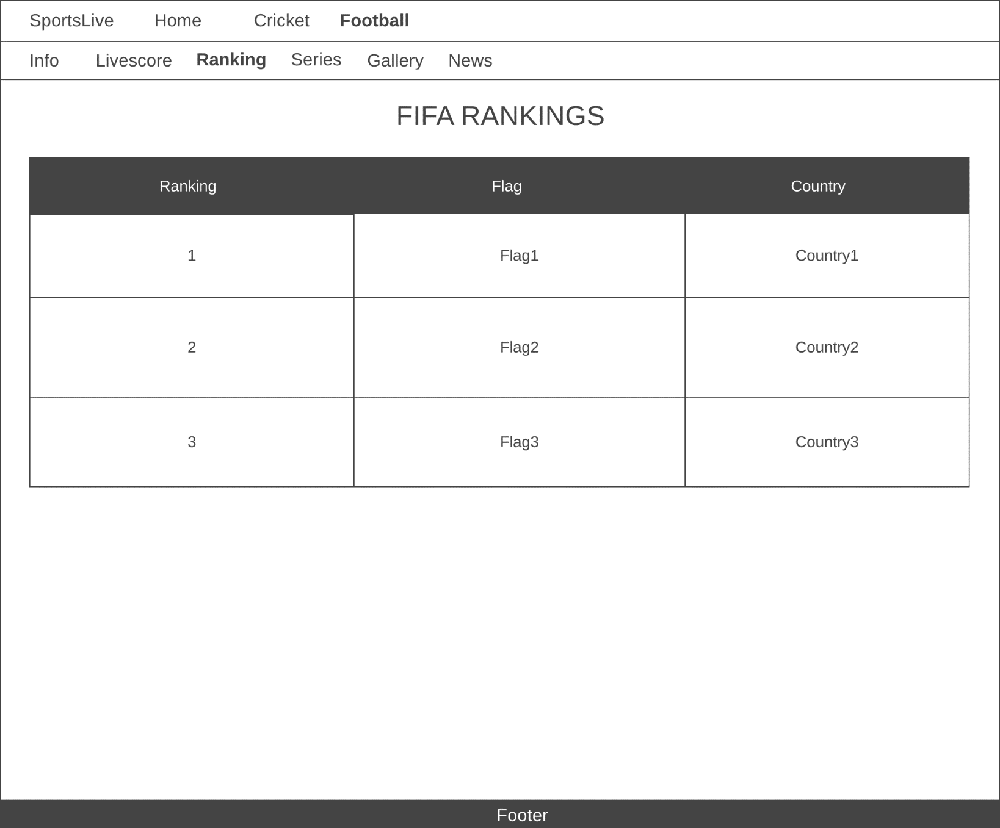 SportsLive Home Cricket Football
Info Livescore Ranking Series Gallery News
FIFA RANKINGS
Ranking Flag Country
1 Flag1 Country1
2 Flag2 Country2
3 Flag3 Country3
Footer